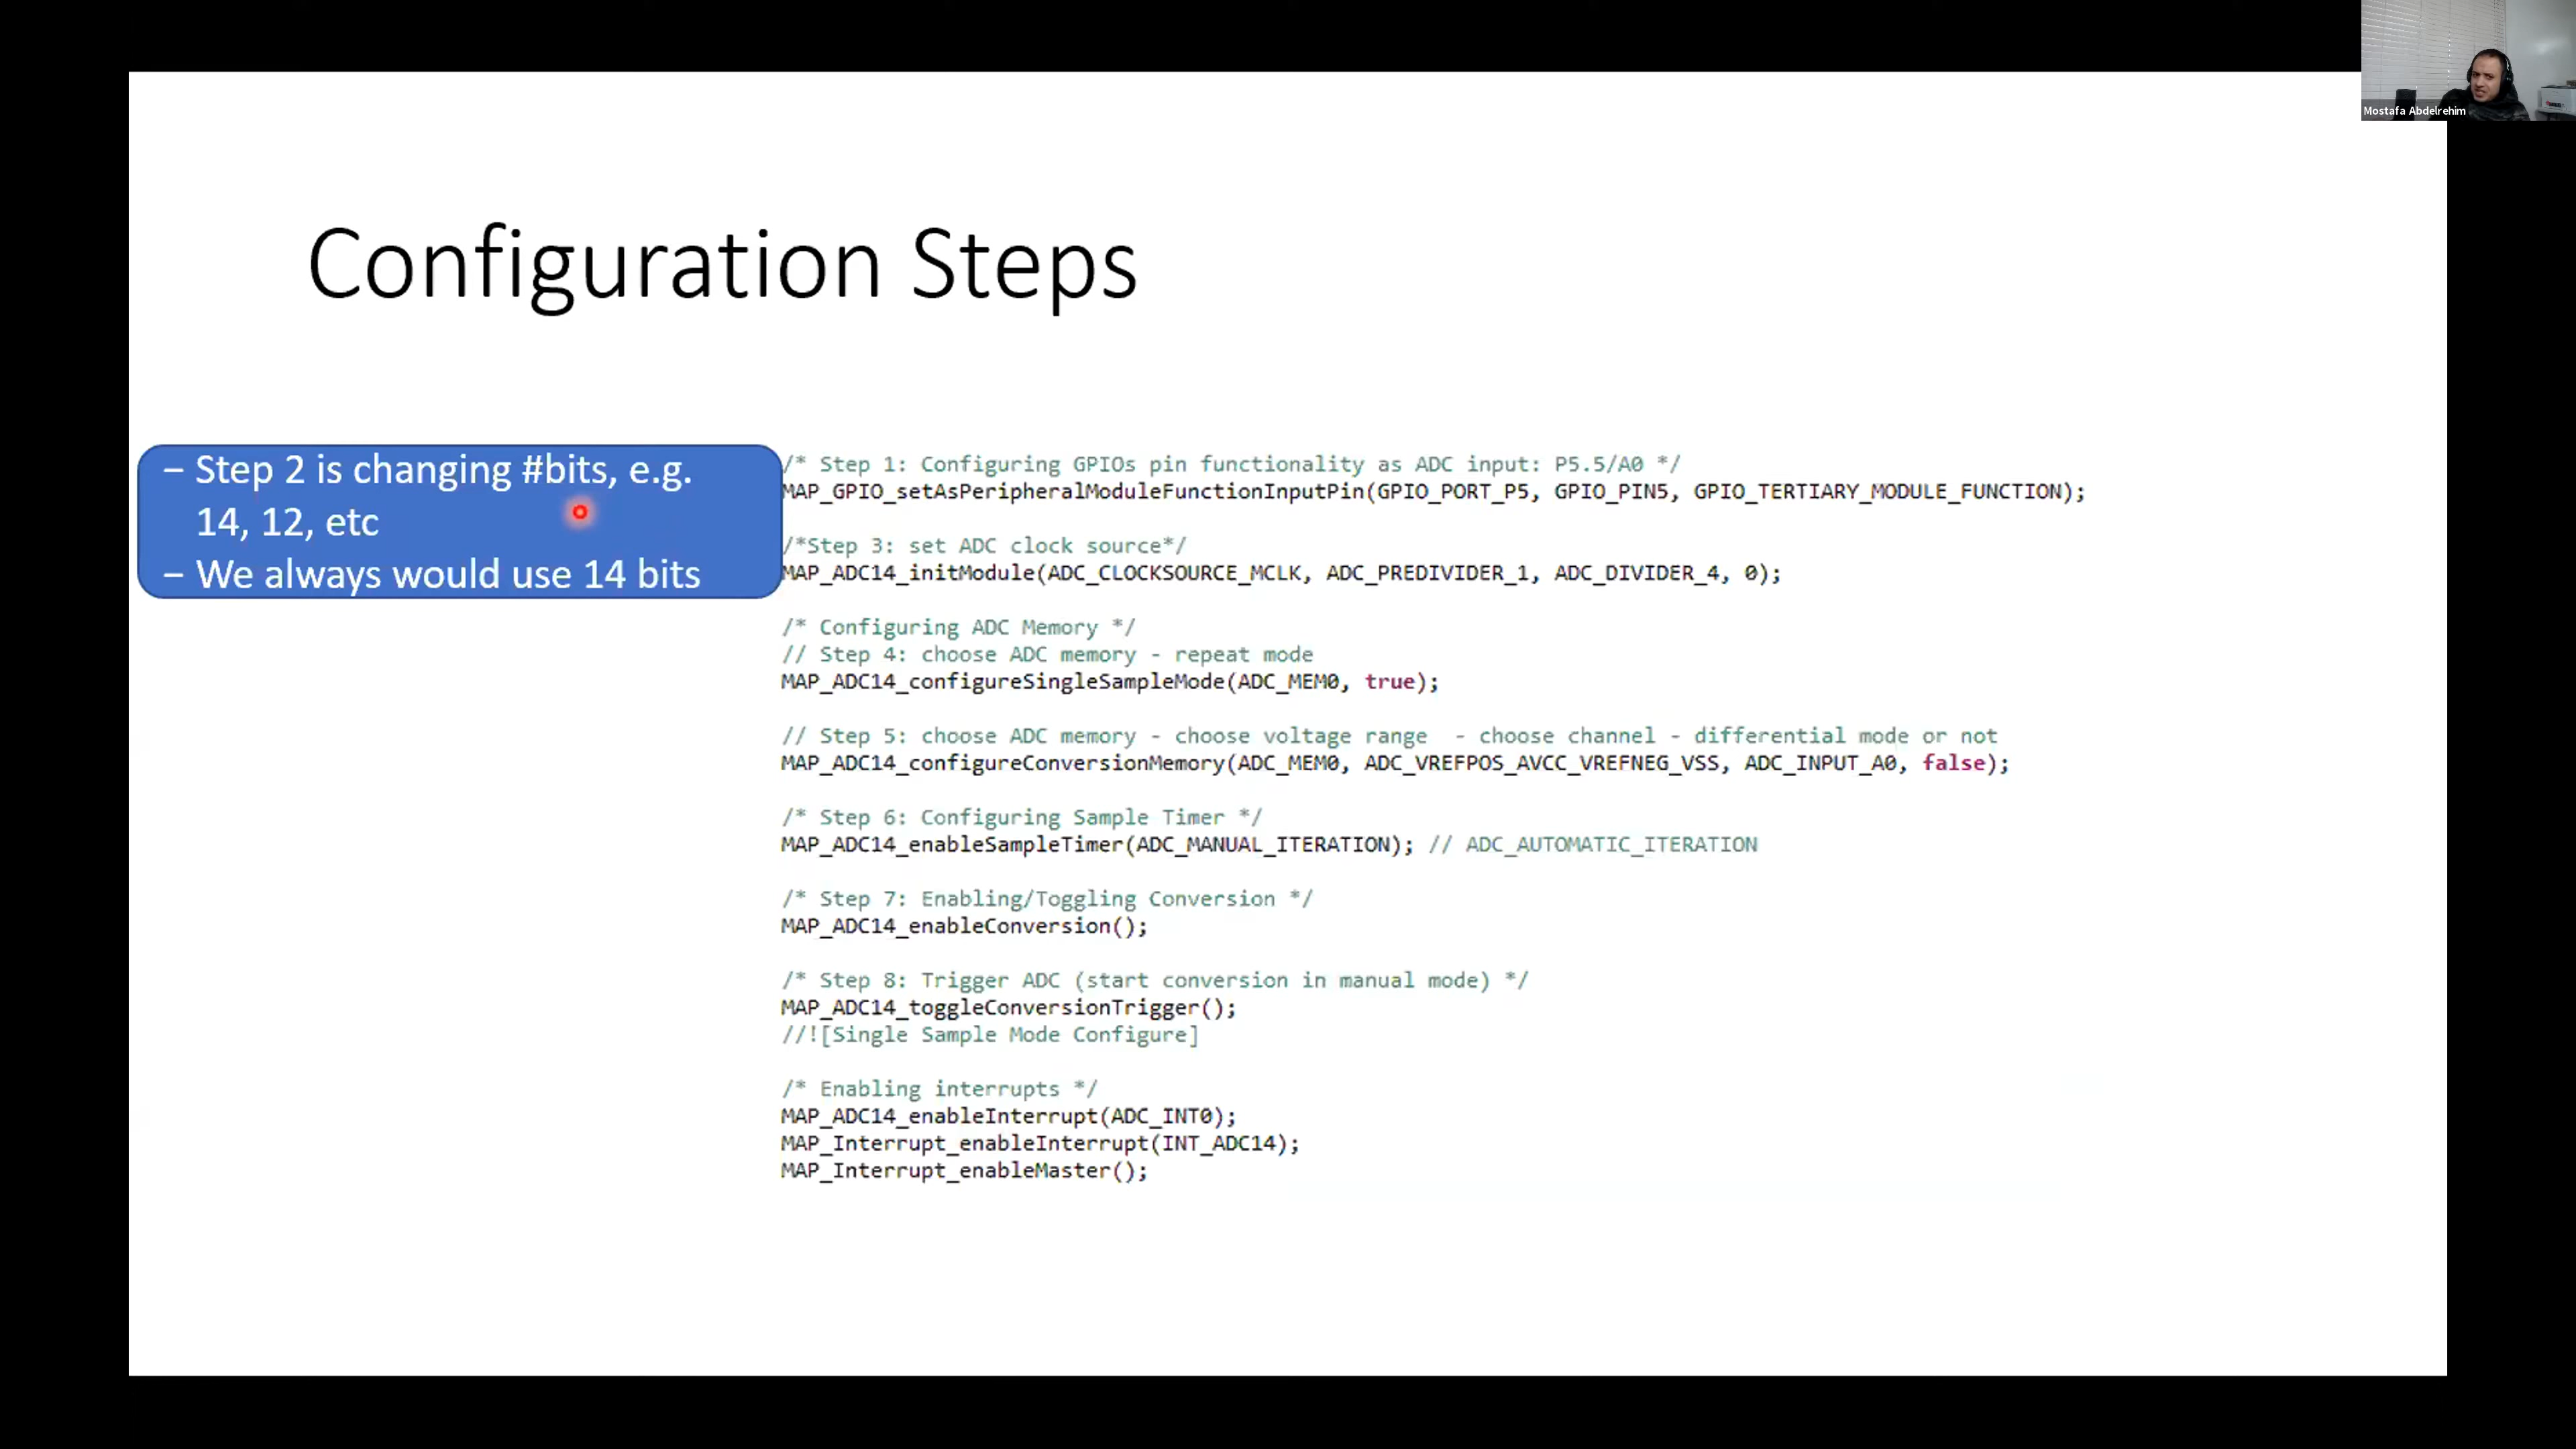 Mostafa Abdelrehim
Configuration Steps
– Step 2 is changing #bits, e.g.
14, 12, etc
– We always would use 14 bits
/* Step 1: Configuring GPIOs pin functionality as ADC input: P5.5/A0 */
MAP_GPIO_setAsPeripheralModuleFunctionInputPin(GPIO_PORT_P5, GPIO_PIN5, GPIO_TERTIARY_MODULE_FUNCTION);
/*Step 3: set ADC clock source*/
MAP_ADC14_initModule(ADC_CLOCKSOURCE_MCLK, ADC_PREDIVIDER_1, ADC_DIVIDER_4, 0);
/* Configuring ADC Memory */
// Step 4: choose ADC memory - repeat mode
MAP_ADC14_configureSingleSampleMode(ADC_MEM0, true);
// Step 5: choose ADC memory - choose voltage range  - choose channel - differential mode or not
MAP_ADC14_configureConversionMemory(ADC_MEM0, ADC_VREFPOS_AVCC_VREFNEG_VSS, ADC_INPUT_A0, false);
/* Step 6: Configuring Sample Timer */
MAP_ADC14_enableSampleTimer(ADC_MANUAL_ITERATION); // ADC_AUTOMATIC_ITERATION
/* Step 7: Enabling/Toggling Conversion */
MAP_ADC14_enableConversion();
/* Step 8: Trigger ADC (start conversion in manual mode) */
MAP_ADC14_toggleConversionTrigger();
//![Single Sample Mode Configure]
/* Enabling interrupts */
MAP_ADC14_enableInterrupt(ADC_INT0);
MAP_Interrupt_enableInterrupt(INT_ADC14);
MAP_Interrupt_enableMaster();